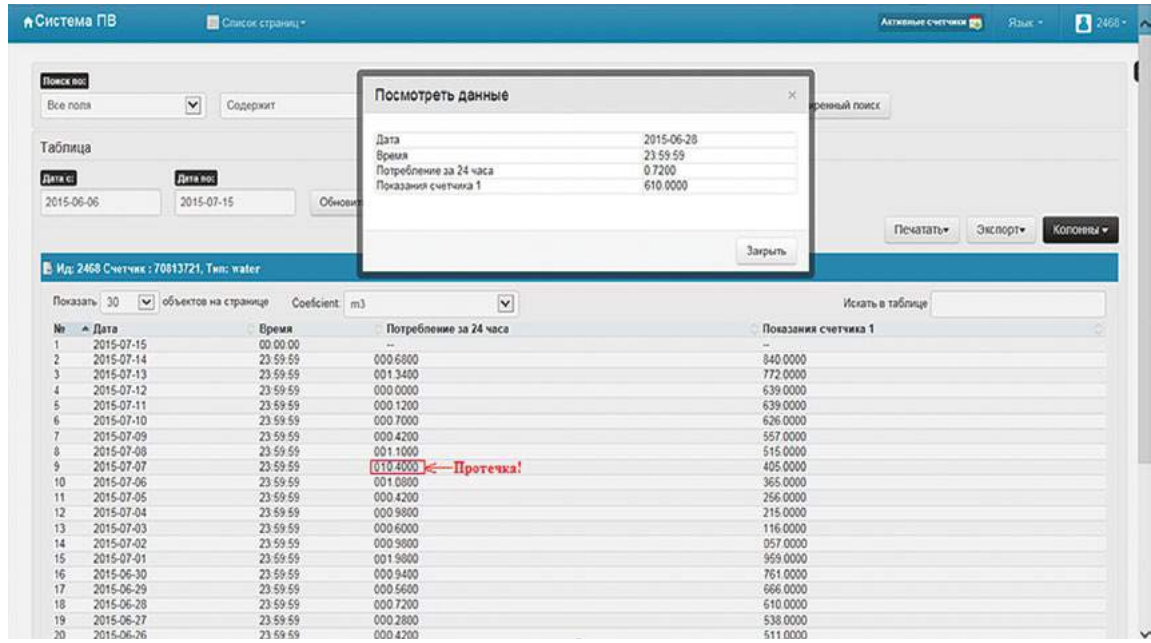 Система ПВ
Список страниц
Активные счетчики
Язык
2468
Поиск по:
Все поля
Содержит
ренный поиск
Посмотреть данные
×
Дата 2015-06-28
Время 23:59:59
Потребление за 24 часа 0.7200
Показания счетчика 1 610.0000
Закрыть
Таблица
Дата с: Дата по:
2015-06-06 2015-07-15 Обновит
Печатать Экспорт Колонны
Ид: 2468 Счетчик : 70813721, Тип: water
Показать 30 объектов на странице Coeficient: m3 Искать в таблице
№ Дата Время Потребление за 24 часа Показания счетчика 1
1 2015-07-15 00:00:00 -- --
2 2015-07-14 23:59:59 000.6800 840.0000
3 2015-07-13 23:59:59 001.3400 772.0000
4 2015-07-12 23:59:59 000.0000 639.0000
5 2015-07-11 23:59:59 000.1200 639.0000
6 2015-07-10 23:59:59 000.7000 626.0000
7 2015-07-09 23:59:59 000.4200 557.0000
8 2015-07-08 23:59:59 001.1000 515.0000
9 2015-07-07 23:59:59 010.4000 Протечка! 405.0000
10 2015-07-06 23:59:59 001.0800 365.0000
11 2015-07-05 23:59:59 000.4200 256.0000
12 2015-07-04 23:59:59 000.9800 215.0000
13 2015-07-03 23:59:59 000.6000 116.0000
14 2015-07-02 23:59:59 000.9800 057.0000
15 2015-07-01 23:59:59 001.9800 959.0000
16 2015-06-30 23:59:59 000.9400 761.0000
17 2015-06-29 23:59:59 000.5600 666.0000
18 2015-06-28 23:59:59 000.7200 610.0000
19 2015-06-27 23:59:59 000.2800 538.0000
20 2015-06-26 23:59:59 000.4200 511.0000